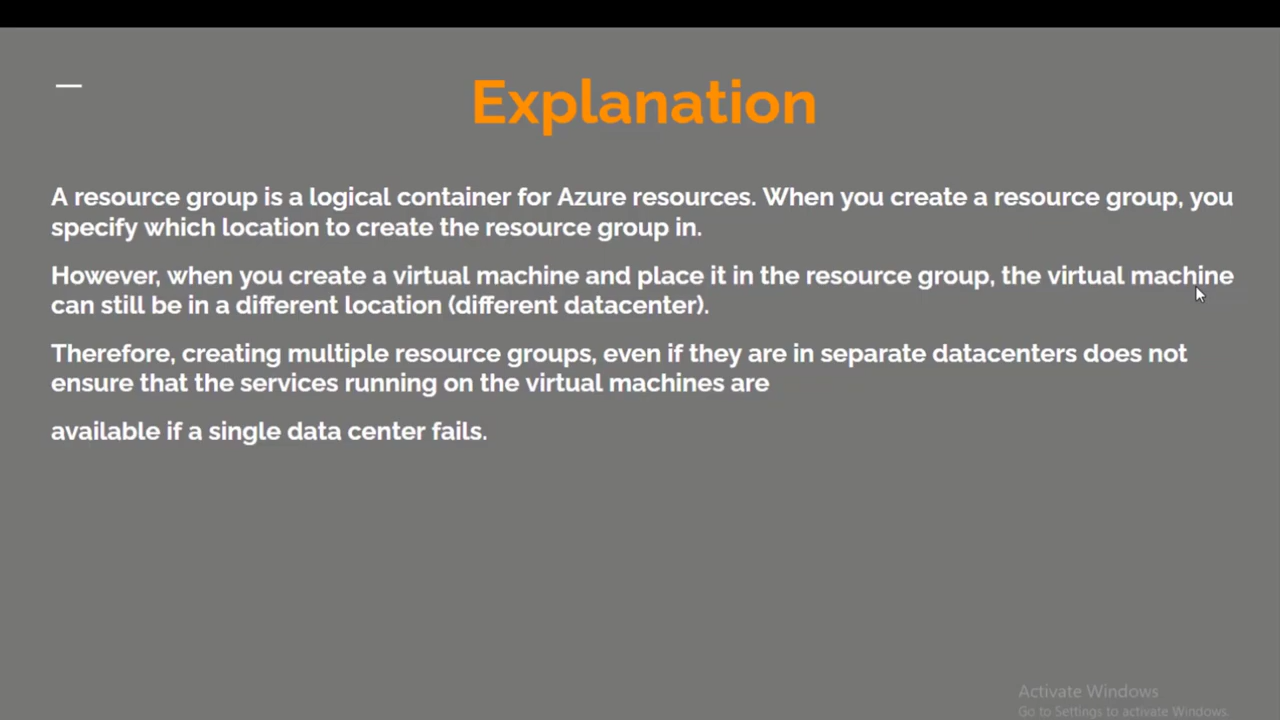 Explanation
A resource group is a logical container for Azure resources. When you create a resource group, you
specify which location to create the resource group in.
However, when you create a virtual machine and place it in the resource group, the virtual machine
can still be in a different location (different datacenter).
Therefore, creating multiple resource groups, even if they are in separate datacenters does not
ensure that the services running on the virtual machines are
available if a single data center fails.
Activate Windows
Go to Settings to activate Windows.